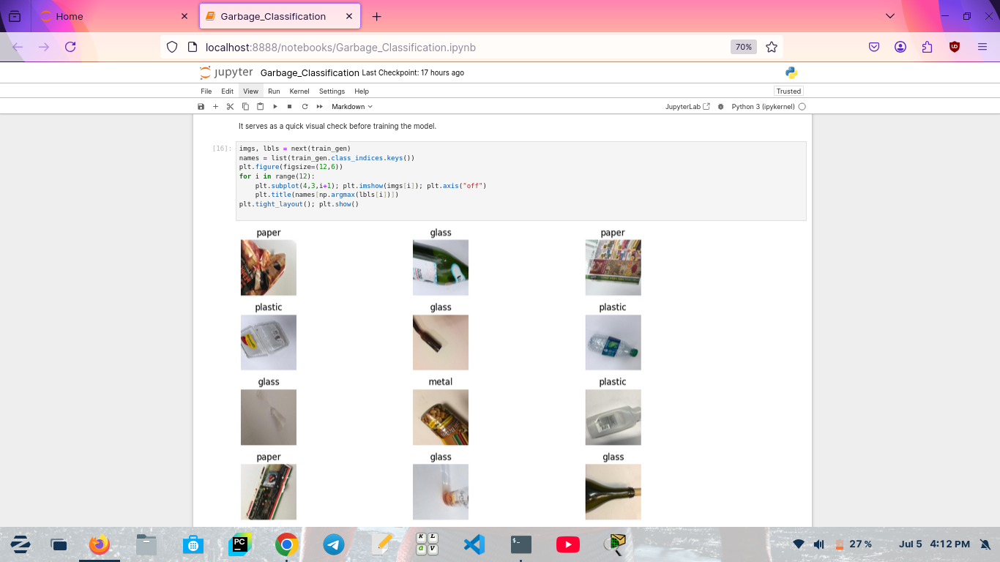 Home
Garbage_Classification
localhost:8888/notebooks/Garbage_Classification.ipynb
70%
jupyter Garbage_Classification Last Checkpoint: 17 hours ago
File Edit View Run Kernel Settings Help
Trusted
Markdown
JupyterLab
Python 3 (ipykernel)
It serves as a quick visual check before training the model.
[16]:
imgs, lbls = next(train_gen)
names = list(train_gen.class_indices.keys())
plt.figure(figsize=(12,6))
for i in range(12):
    plt.subplot(4,3,i+1); plt.imshow(imgs[i]); plt.axis("off")
    plt.title(names[np.argmax(lbls[i])])
plt.tight_layout(); plt.show()
paper glass paper
plastic glass plastic
glass metal plastic
paper glass glass
PC
K L
a V
27 % Jul 5 4:12 PM